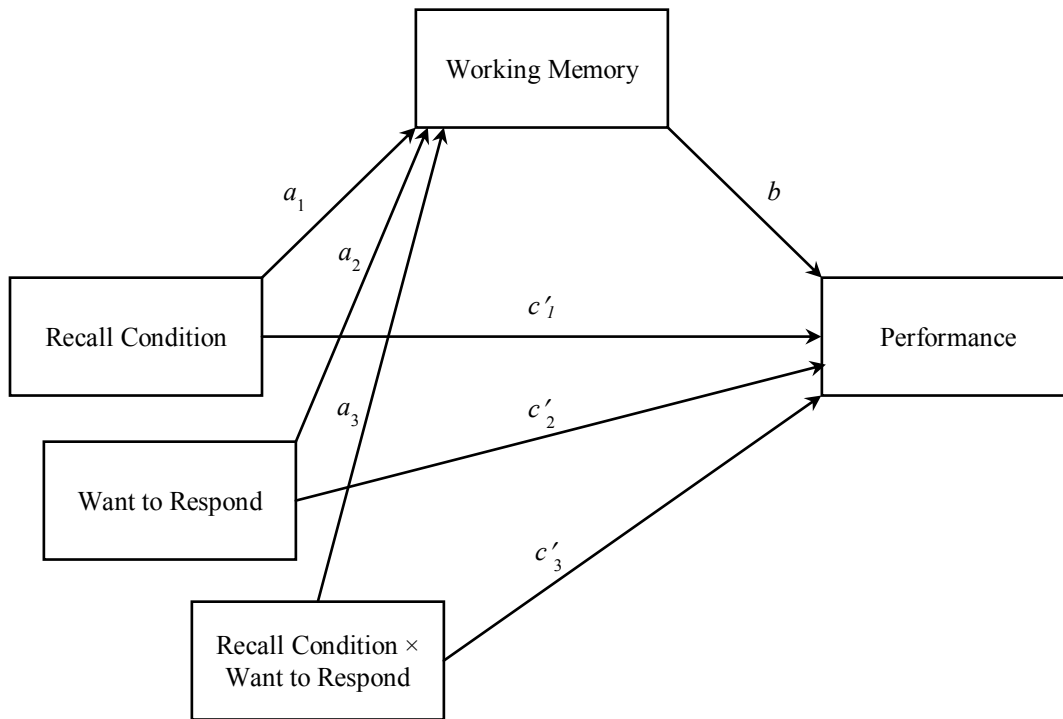 Working Memory
a1
b
a2
Recall Condition
c′1
Performance
a3
c′2
Want to Respond
c′3
Recall Condition ×
Want to Respond